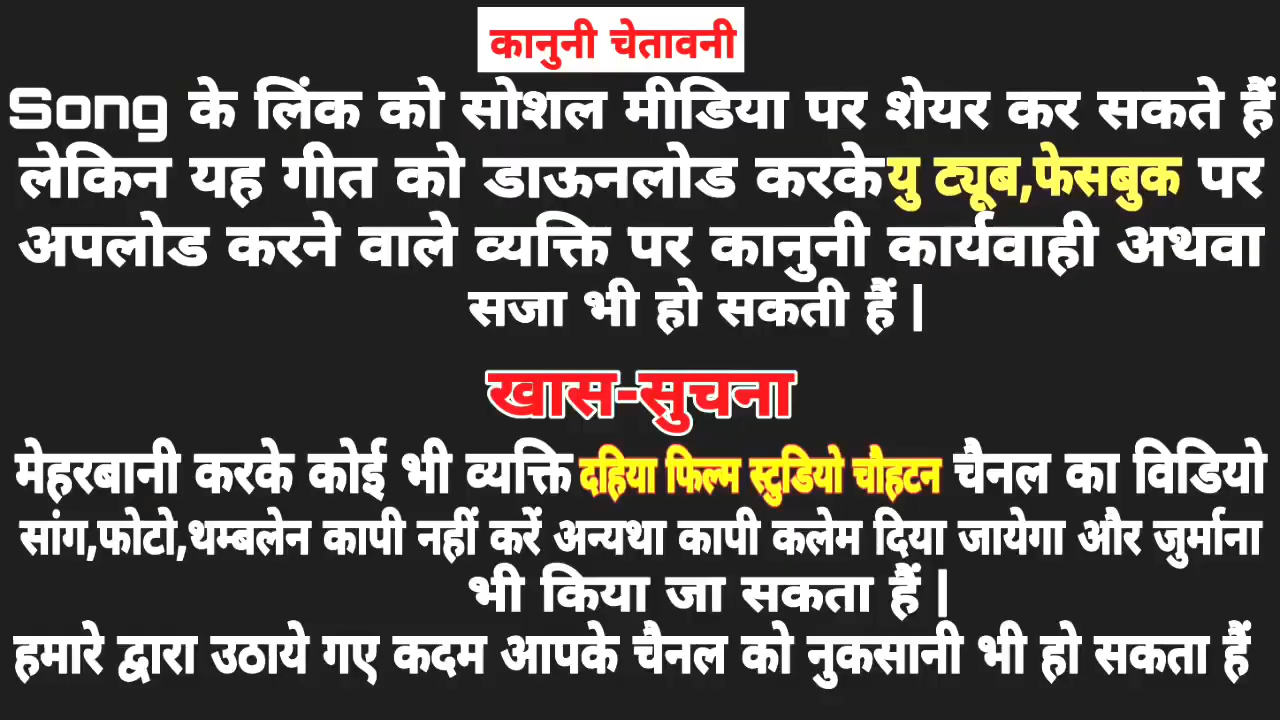 कानुनी चेतावनी
Song के लिंक को सोशल मीडिया पर शेयर कर सकते हैं
लेकिन यह गीत को डाऊनलोड करके यु ट्यूब,फेसबुक पर
अपलोड करने वाले व्यक्ति पर कानुनी कार्यवाही अथवा
सजा भी हो सकती हैं |
खास-सुचना
मेहरबानी करके कोई भी व्यक्ति दहिया फिल्म स्टुडियो चौहटन चैनल का विडियो
सांग,फोटो,थम्बलेन कापी नहीं करें अन्यथा कापी कलेम दिया जायेगा और जुर्माना
भी किया जा सकता हैं |
हमारे द्वारा उठाये गए कदम आपके चैनल को नुकसानी भी हो सकता हैं